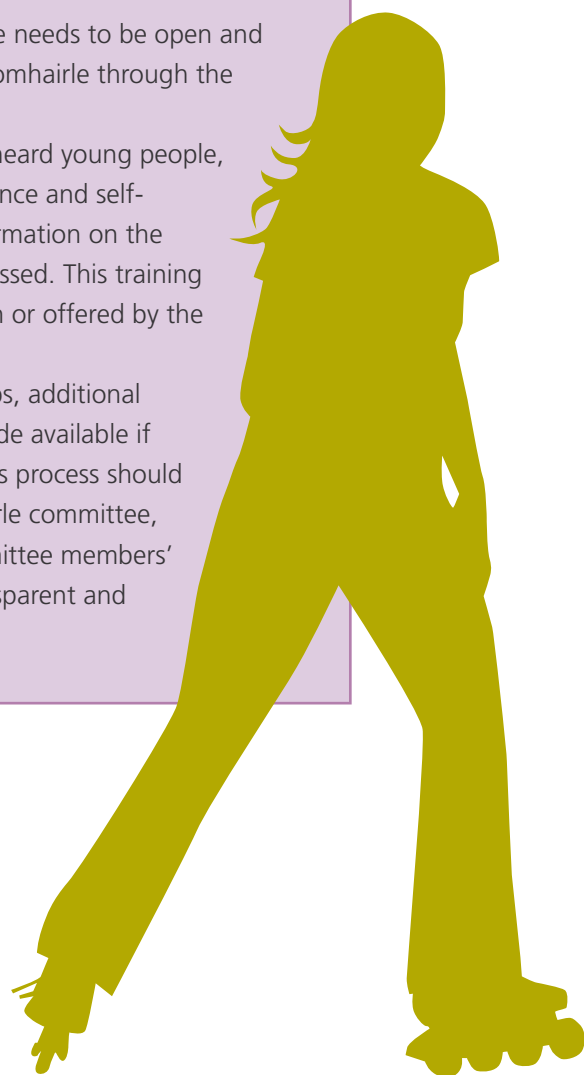 e needs to be open and
omhairle through the
heard young people,
nce and self-
rmation on the
ssed. This training
n or offered by the
os, additional
de available if
s process should
rle committee,
nittee members’
sparent and